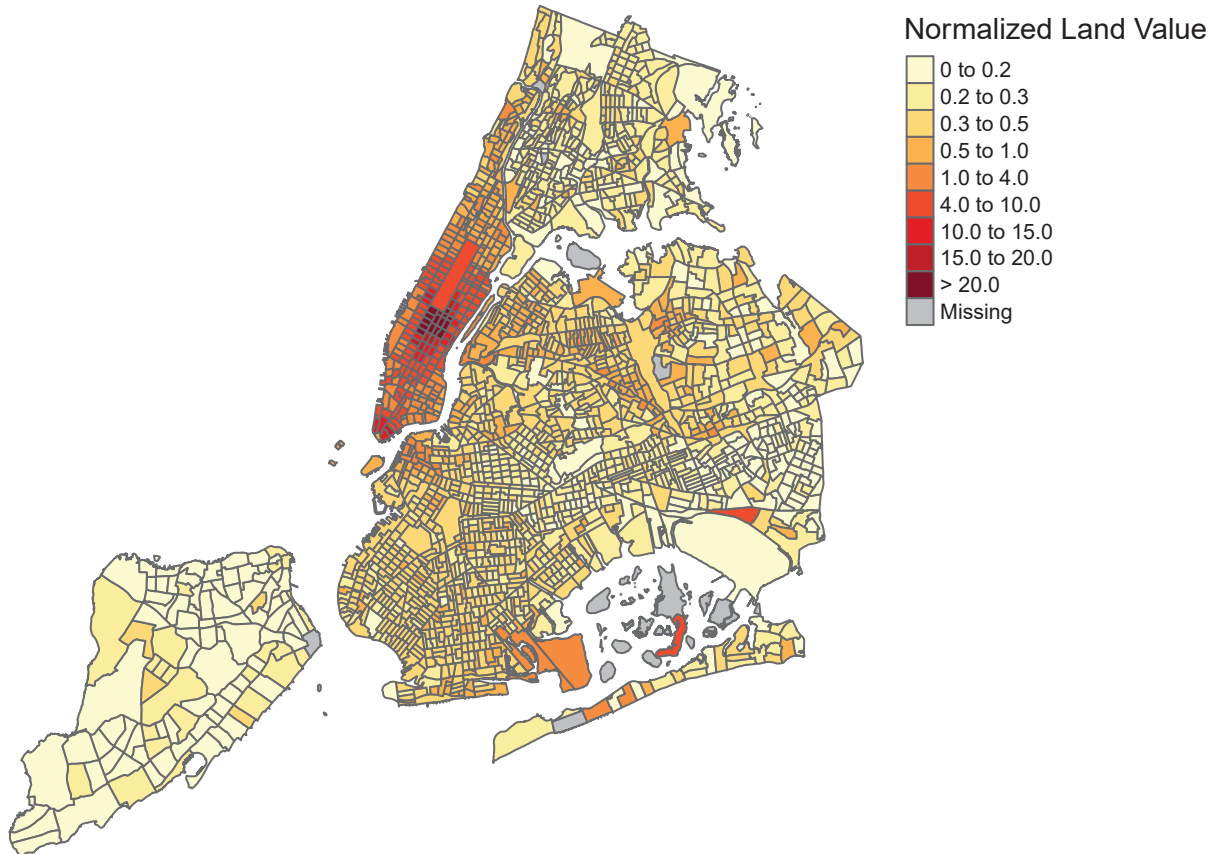 Normalized Land Value
0 to 0.2
0.2 to 0.3
0.3 to 0.5
0.5 to 1.0
1.0 to 4.0
4.0 to 10.0
10.0 to 15.0
15.0 to 20.0
> 20.0
Missing